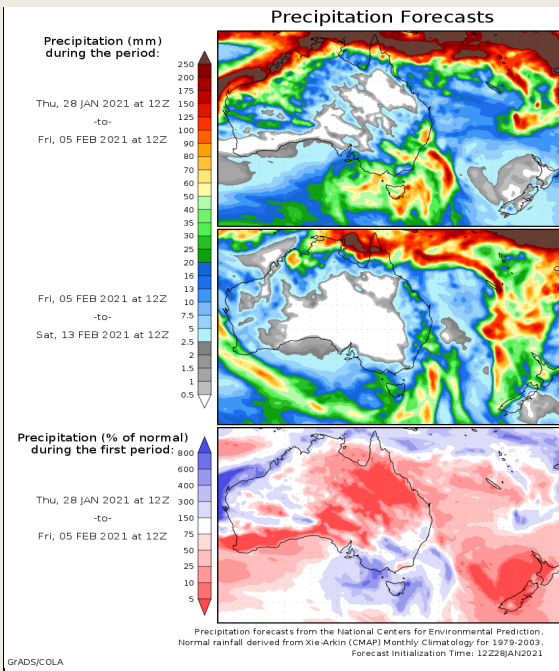 Precipitation Forecasts
Precipitation (mm)
during the period:
Thu, 28 JAN 2021 at 12Z
-to-
Fri, 05 FEB 2021 at 12Z
250
200
175
150
125
100
90
80
70
60
50
40
35
30
25
20
16
13
10
7.5
5
2.5
2
1.5
1
0.5
Fri, 05 FEB 2021 at 12Z
-to-
Sat, 13 FEB 2021 at 12Z
Precipitation (% of normal)
during the first period:
Thu, 28 JAN 2021 at 12Z
-to-
Fri, 05 FEB 2021 at 12Z
800
600
400
300
150
75
50
25
10
5
Precipitation forecasts from the National Centers for Environmental Prediction.
Normal rainfall derived from Xie-Arkin (CMAP) Monthly Climatology for 1979-2003.
Forecast Initialization Time: 12Z28JAN2021
GrADS/COLA